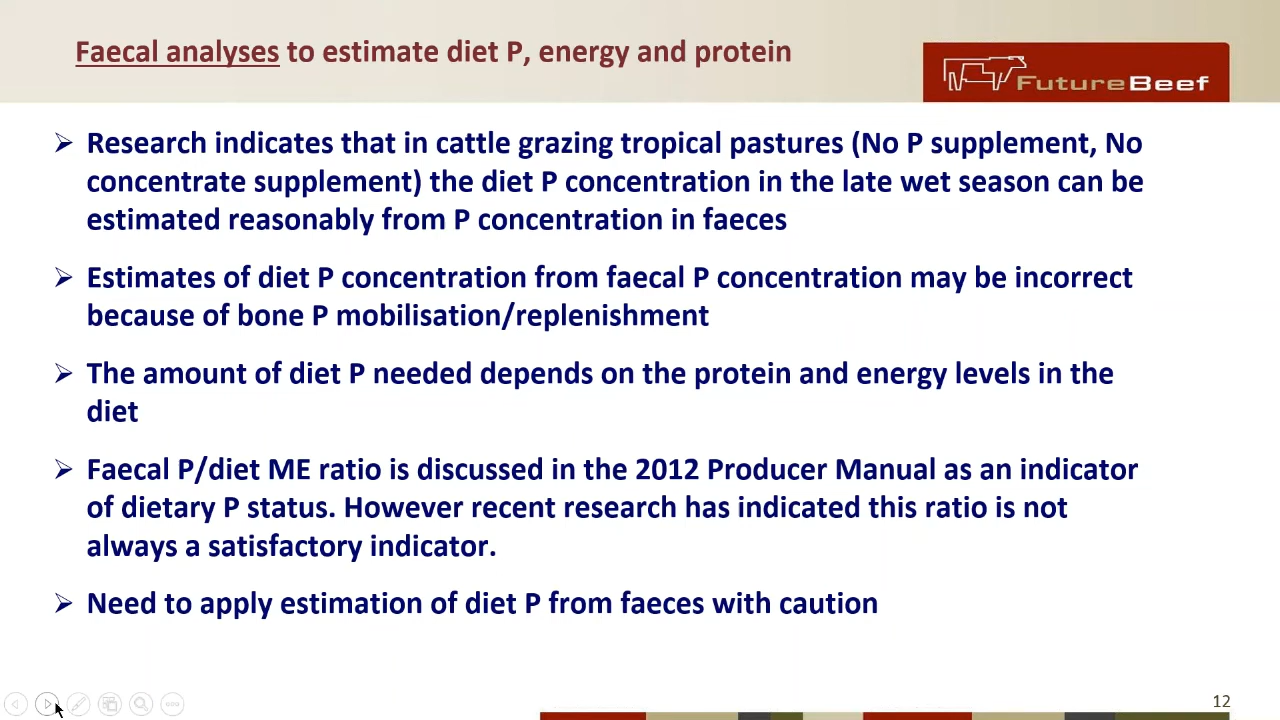 Faecal analyses to estimate diet P, energy and protein
FutureBeef
➢ Research indicates that in cattle grazing tropical pastures (No P supplement, No
concentrate supplement) the diet P concentration in the late wet season can be
estimated reasonably from P concentration in faeces
➢ Estimates of diet P concentration from faecal P concentration may be incorrect
because of bone P mobilisation/replenishment
➢ The amount of diet P needed depends on the protein and energy levels in the
diet
➢ Faecal P/diet ME ratio is discussed in the 2012 Producer Manual as an indicator
of dietary P status. However recent research has indicated this ratio is not
always a satisfactory indicator.
➢ Need to apply estimation of diet P from faeces with caution
12